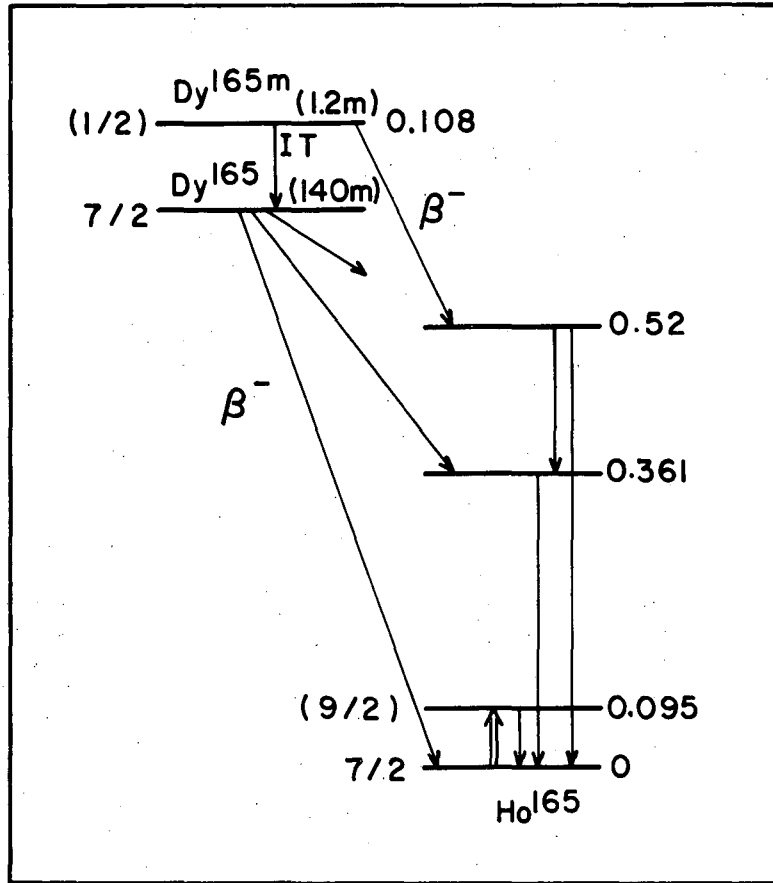 Dy165m
(1.2m)
(1/2)
0.108
IT
Dy165
(140m)
7/2
β-
0.52
β-
0.361
(9/2)
0.095
7/2
0
Ho165